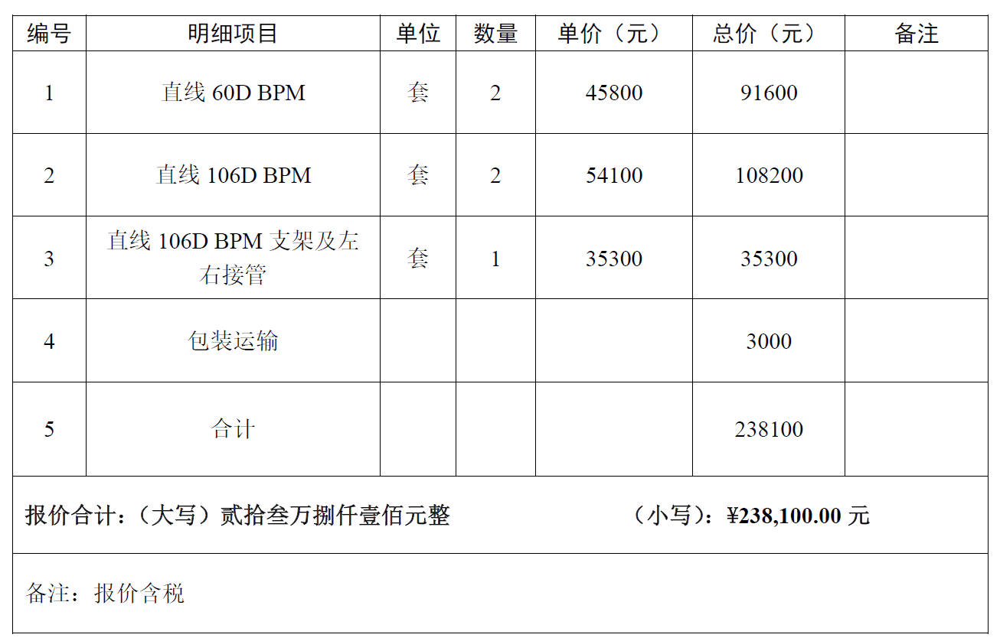 编号 明细项目 单位 数量 单价（元） 总价（元） 备注
1 直线 60D BPM 套 2 45800 91600
2 直线 106D BPM 套 2 54100 108200
3 直线 106D BPM 支架及左 套 1 35300 35300
右接管
4 包装运输 3000
5 合计 238100
报价合计：（大写）贰拾叁万捌仟壹佰元整 （小写）：¥238,100.00 元
备注：报价含税